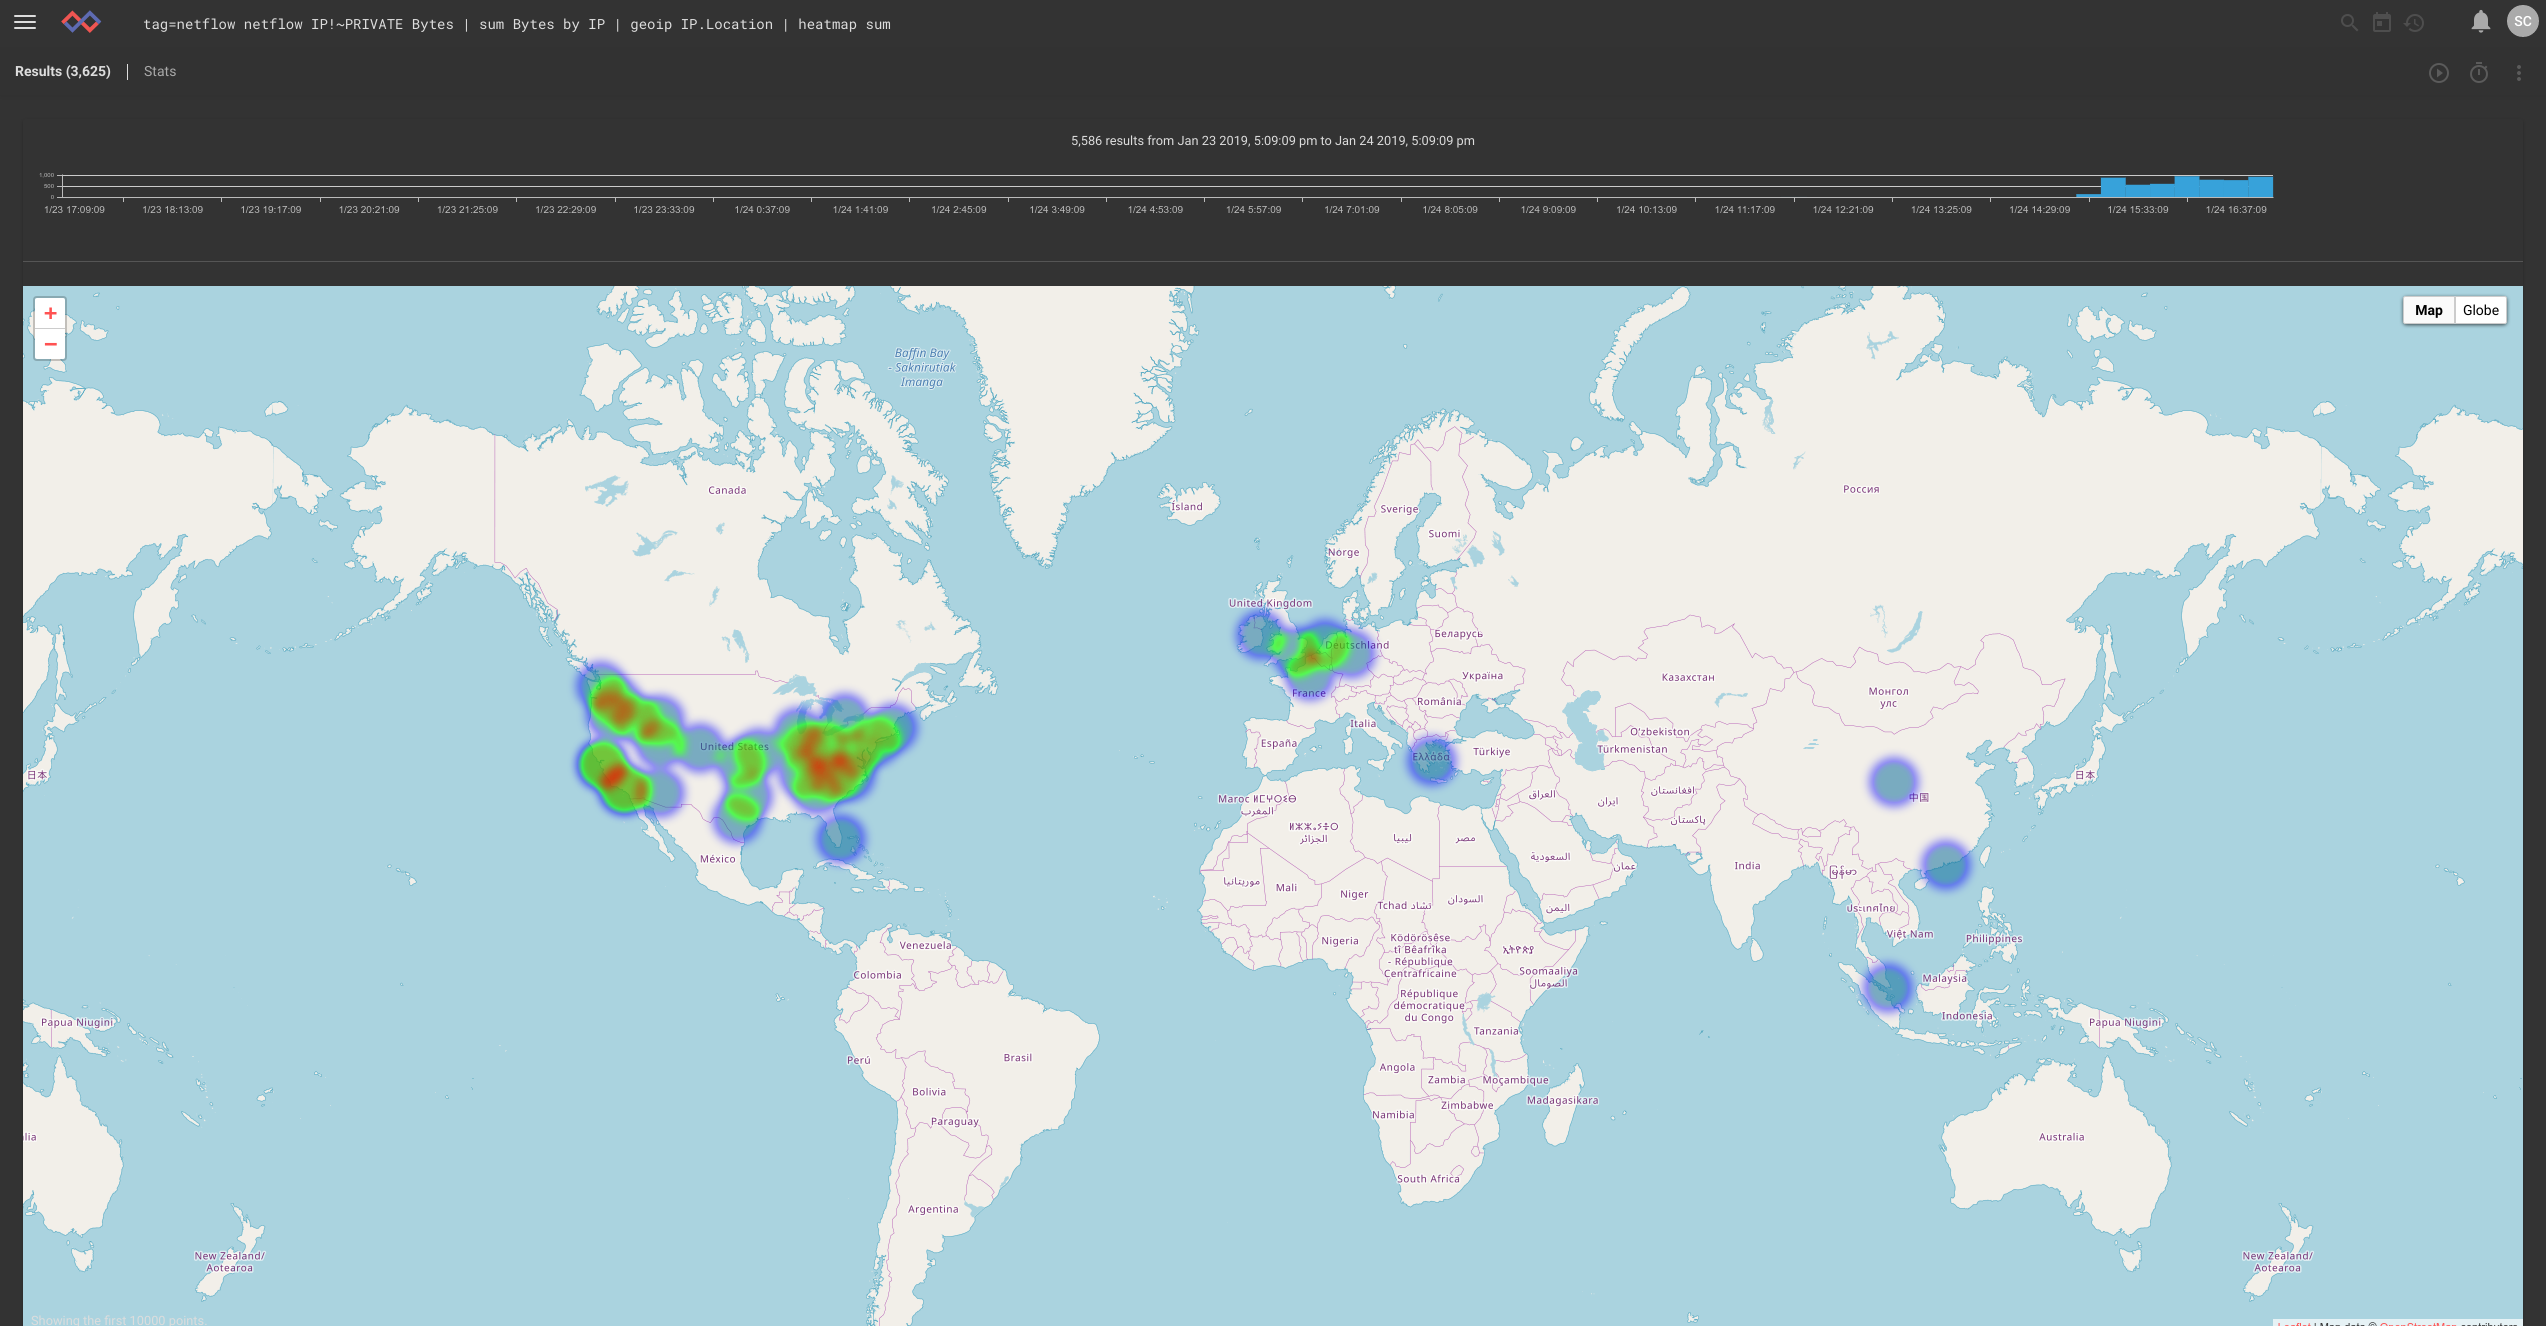 tag=netflow netflow IP!~PRIVATE Bytes | sum Bytes by IP | geoip IP.Location | heatmap sum
SC
Results (3,625)
Stats
5,586 results from Jan 23 2019, 5:09:09 pm to Jan 24 2019, 5:09:09 pm
1,000
500
0
1/23 17:09:09 1/23 18:13:09 1/23 19:17:09 1/23 20:21:09 1/23 21:25:09 1/23 22:29:09 1/23 23:33:09 1/24 0:37:09 1/24 1:41:09 1/24 2:45:09 1/24 3:49:09 1/24 4:53:09 1/24 5:57:09 1/24 7:01:09 1/24 8:05:09 1/24 9:09:09 1/24 10:13:09 1/24 11:17:09 1/24 12:21:09 1/24 13:25:09 1/24 14:29:09 1/24 15:33:09 1/24 16:37:09
+
−
Map
Globe
Baffin Bay
- Saknirutiak
Imanga
Canada
Ísland
Sverige
Suomi
Norge
Россия
United Kingdom
Deutschland
Беларусь
Україна
France
România
Italia
España
Ελλάδα
Türkiye
Казахстан
Монгол
улс
O'zbekiston
Türkmenistan
United States
日本
日本
中国
México
Maroc ⵍⵎⵖⵔⵉⴱ
المغرب
الجزائر
ليبيا
مصر
العراق
ایران
افغانستان
پاکستان
السعودية
عمان
India
မြန်မာ
موريتانيا
Mali
Niger
Tchad تشاد
السودان
اليمن
ประเทศไทย
Việt Nam
Philippines
Nigeria
Ködörösêse
tî Bêafrîka
- République
Centrafricaine
ኢትዮጵያ
Soomaaliya
الصومال
Malaysia
Indonesia
Venezuela
Colombia
République
démocratique
du Congo
Tanzania
Papua Niugini
Papua Niugini
Perú
Brasil
Angola
Zambia
Moçambique
Bolivia
Zimbabwe
Madagasikara
Namibia
Paraguay
lia
Australia
South Africa
Argentina
New Zealand/
Aotearoa
New Zealand/
Aotearoa
Showing the first 10000 points.
Leaflet | Map data © OpenStreetMap contributors